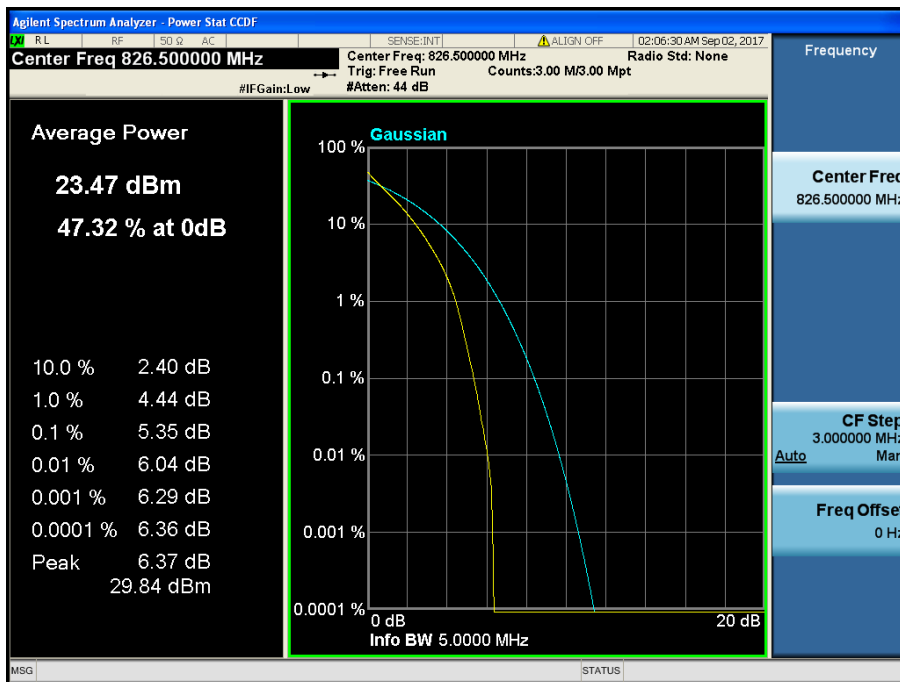 Agilent Spectrum Analyzer - Power Stat CCDF
LXI RL RF 50 Ω AC SENSE:INT ALIGN OFF 02:06:30 AM Sep 02, 2017
Center Freq 826.500000 MHz
Center Freq: 826.500000 MHz Radio Std: None
Trig: Free Run Counts:3.00 M/3.00 Mpt
#IFGain:Low #Atten: 44 dB
Average Power
23.47 dBm
47.32 % at 0dB
10.0 % 2.40 dB
1.0 % 4.44 dB
0.1 % 5.35 dB
0.01 % 6.04 dB
0.001 % 6.29 dB
0.0001 % 6.36 dB
Peak 6.37 dB
29.84 dBm
Gaussian
100 %
10 %
1 %
0.1 %
0.01 %
0.001 %
0.0001 %
0 dB 20 dB
Info BW 5.0000 MHz
Frequency
Center Freq
826.500000 MHz
CF Step
3.000000 MHz
Auto Man
Freq Offset
0 Hz
MSG STATUS